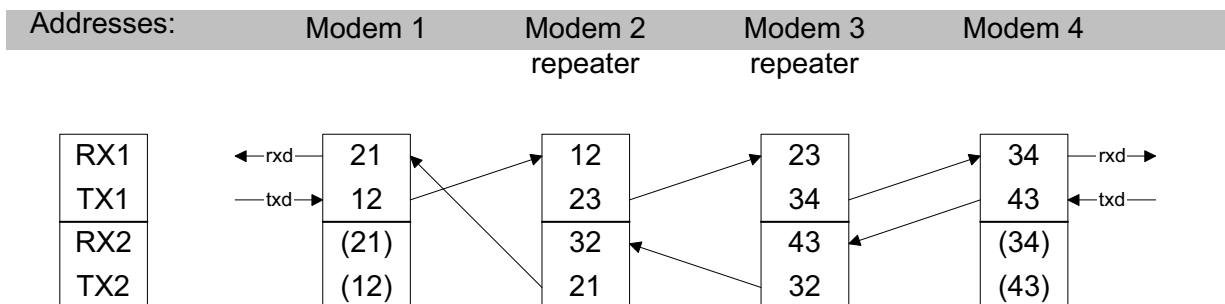 Addresses: Modem 1 Modem 2 Modem 3 Modem 4
repeater repeater
RX1 rxd 21 12 23 34 rxd
TX1 txd 12 23 34 43 txd
RX2 (21) 32 43 (34)
TX2 (12) 21 32 (43)